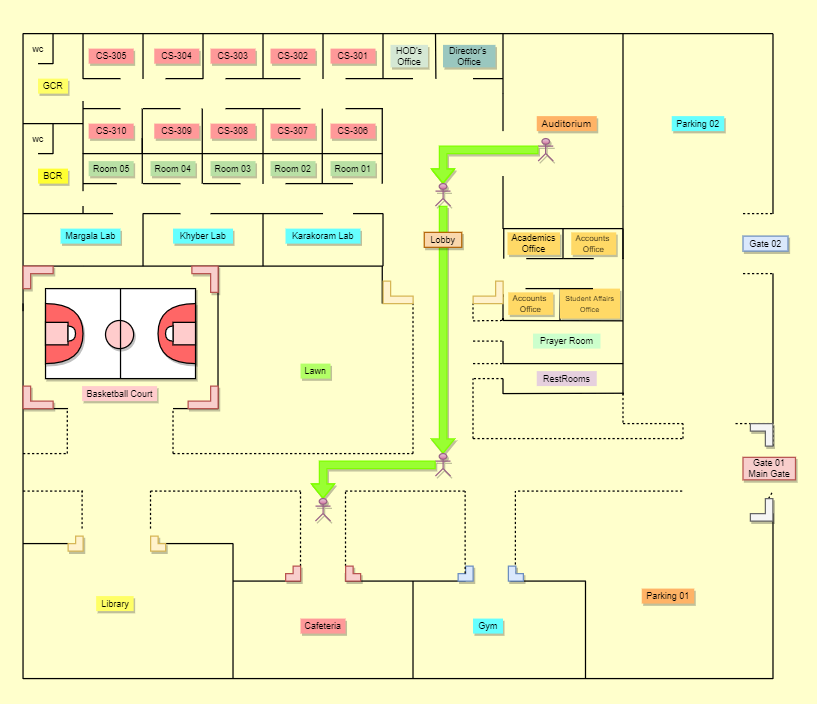 wc
CS-305
CS-304
CS-303
CS-302
CS-301
HOD's
Office
Director's
Office
GCR
Auditorium
Parking 02
wc
CS-310
CS-309
CS-308
CS-307
CS-306
BCR
Room 05
Room 04
Room 03
Room 02
Room 01
Margala Lab
Khyber Lab
Karakoram Lab
Lobby
Academics
Office
Accounts
Office
Gate 02
Accounts
Office
Student Affairs
Office
Prayer Room
Lawn
RestRooms
Basketball Court
Gate 01
Main Gate
Library
Cafeteria
Gym
Parking 01